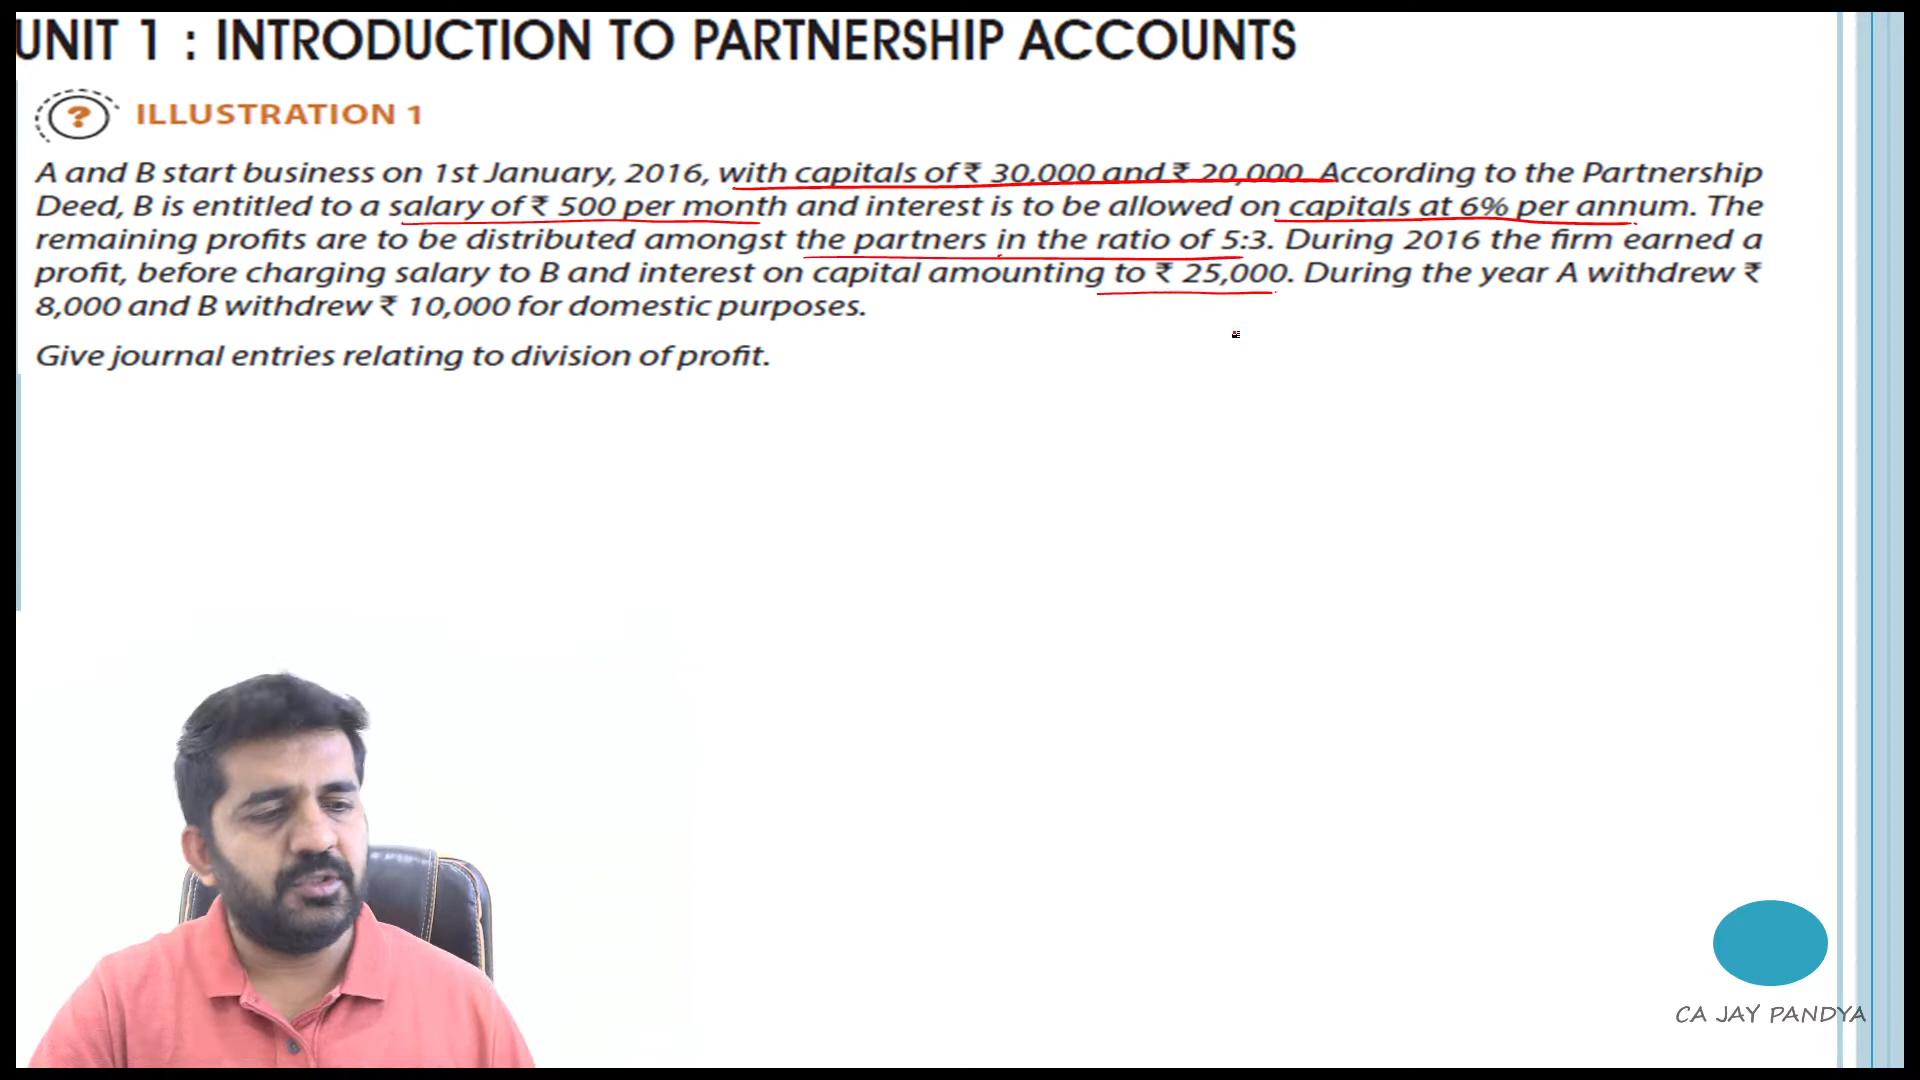 UNIT 1 : INTRODUCTION TO PARTNERSHIP ACCOUNTS
? ILLUSTRATION 1
A and B start business on 1st January, 2016, with capitals of ₹ 30,000 and ₹ 20,000. According to the Partnership
Deed, B is entitled to a salary of ₹ 500 per month and interest is to be allowed on capitals at 6% per annum. The
remaining profits are to be distributed amongst the partners in the ratio of 5:3. During 2016 the firm earned a
profit, before charging salary to B and interest on capital amounting to ₹ 25,000. During the year A withdrew ₹
8,000 and B withdrew ₹ 10,000 for domestic purposes.
Give journal entries relating to division of profit.
CA JAY PANDYA